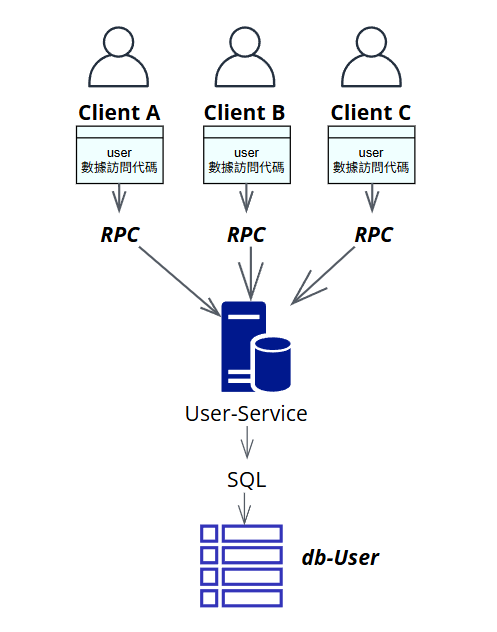 Client A
Client B
Client C
user
數據訪問代碼
user
數據訪問代碼
user
數據訪問代碼
RPC
RPC
RPC
User-Service
SQL
db-User